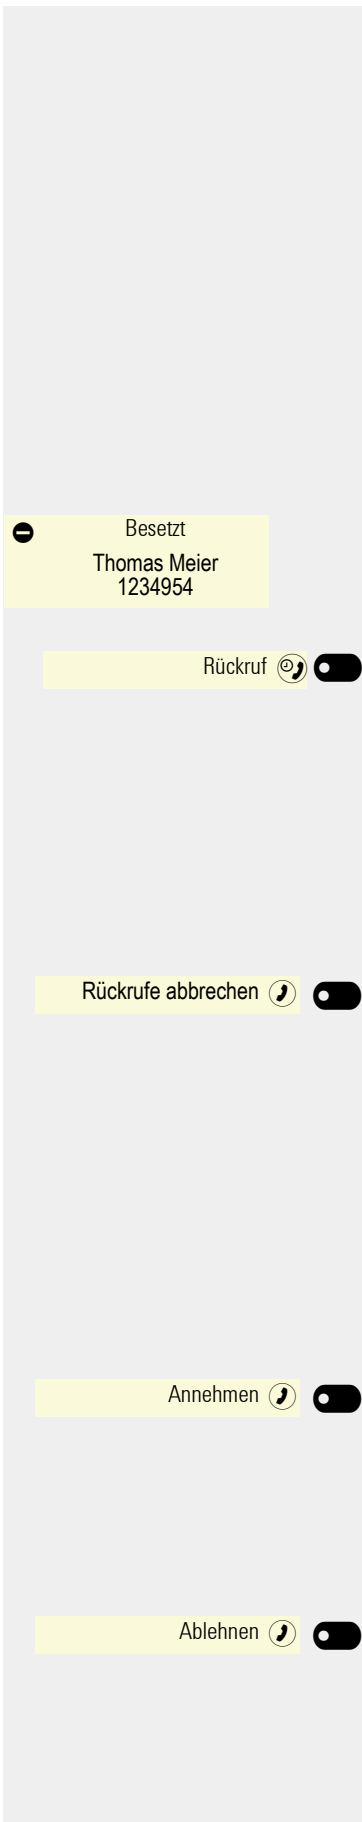 Besetzt
Thomas Meier
1234954
Rückruf
Rückrufe abbrechen
Annehmen
Ablehnen